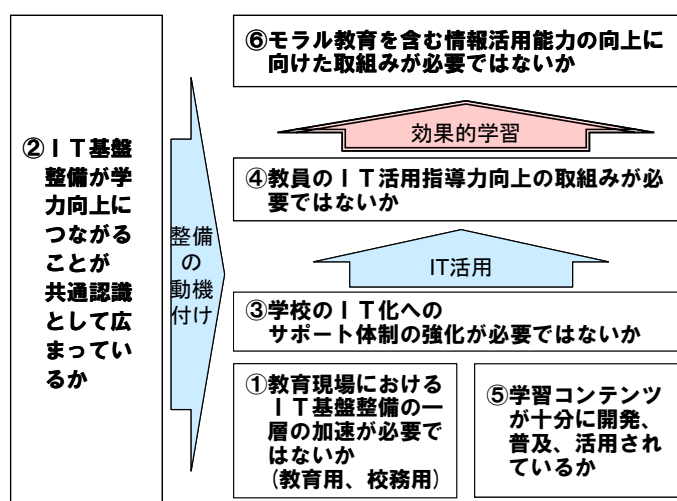 ⑥モラル教育を含む情報活用能力の向上に
向けた取組みが必要ではないか
効果的学習
②ＩＴ基盤
整備が学
力向上に
つながる
ことが
共通認識
として広
まってい
るか
整備
の
動機
付け
④教員のＩＴ活用指導力向上の取組みが必
要ではないか
IT活用
③学校のＩＴ化への
サポート体制の強化が必要ではないか
①教育現場における
ＩＴ基盤整備の一
層の加速が必要で
はないか
(教育用、校務用)
⑤学習コンテンツ
が十分に開発、
普及、活用され
ているか